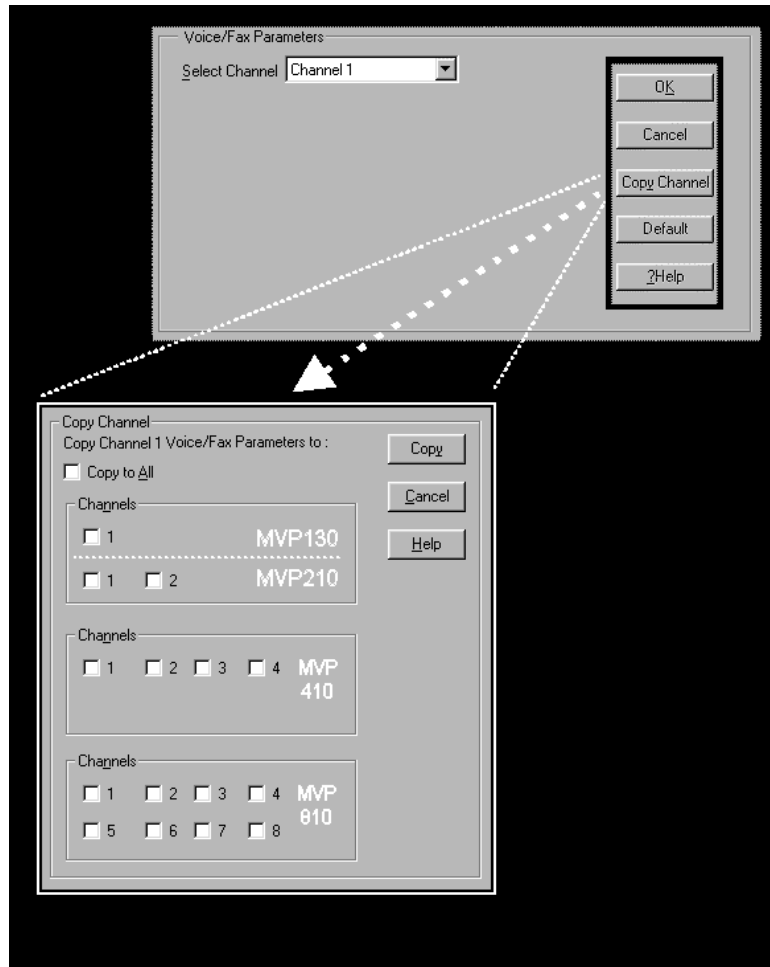 Voice/Fax Parameters
Select Channel Channel 1
OK
Cancel
Copy Channel
Default
?Help
Copy Channel
Copy Channel 1 Voice/Fax Parameters to :
Copy to All
Copy
Cancel
Help
Channels
1 MVP130
1 2 MVP210
Channels
1 2 3 4 MVP
410
Channels
1 2 3 4 MVP
810
5 6 7 8